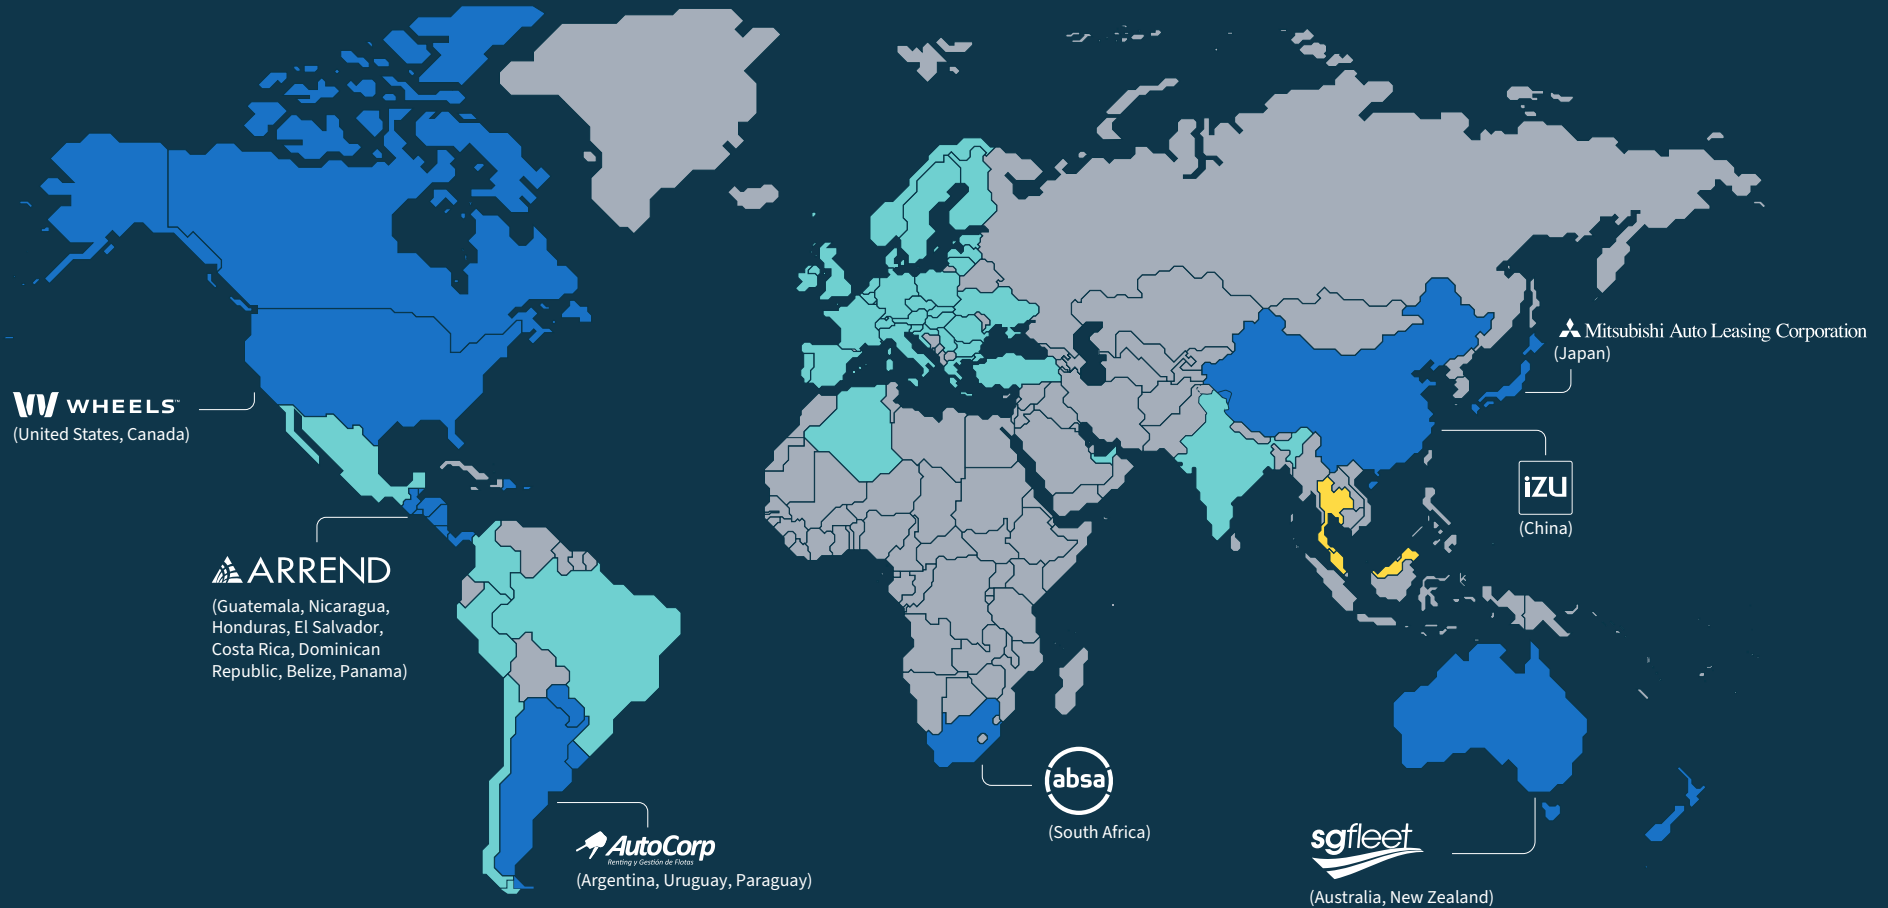 Mitsubishi Auto Leasing Corporation
(Japan)
W WHEELS™
(United States, Canada)
iZU
(China)
ARREND
(Guatemala, Nicaragua,
Honduras, El Salvador,
Costa Rica, Dominican
Republic, Belize, Panama)
absa
(South Africa)
AutoCorp
Renting y Gestión de Flotas
(Argentina, Uruguay, Paraguay)
sgfleet
(Australia, New Zealand)